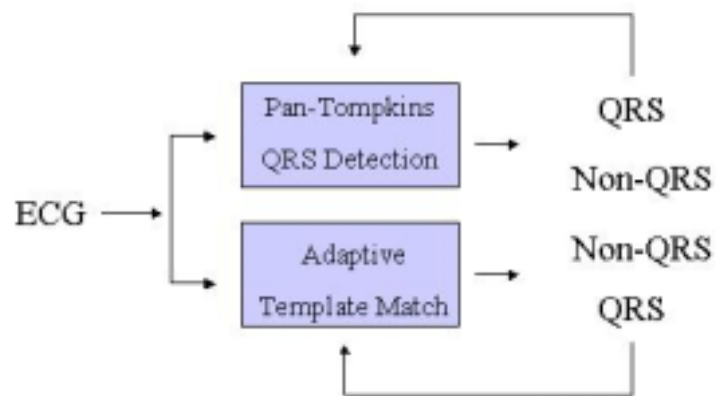 ECG
Pan-Tompkins
QRS Detection
QRS
Non-QRS
Adaptive
Template Match
Non-QRS
QRS